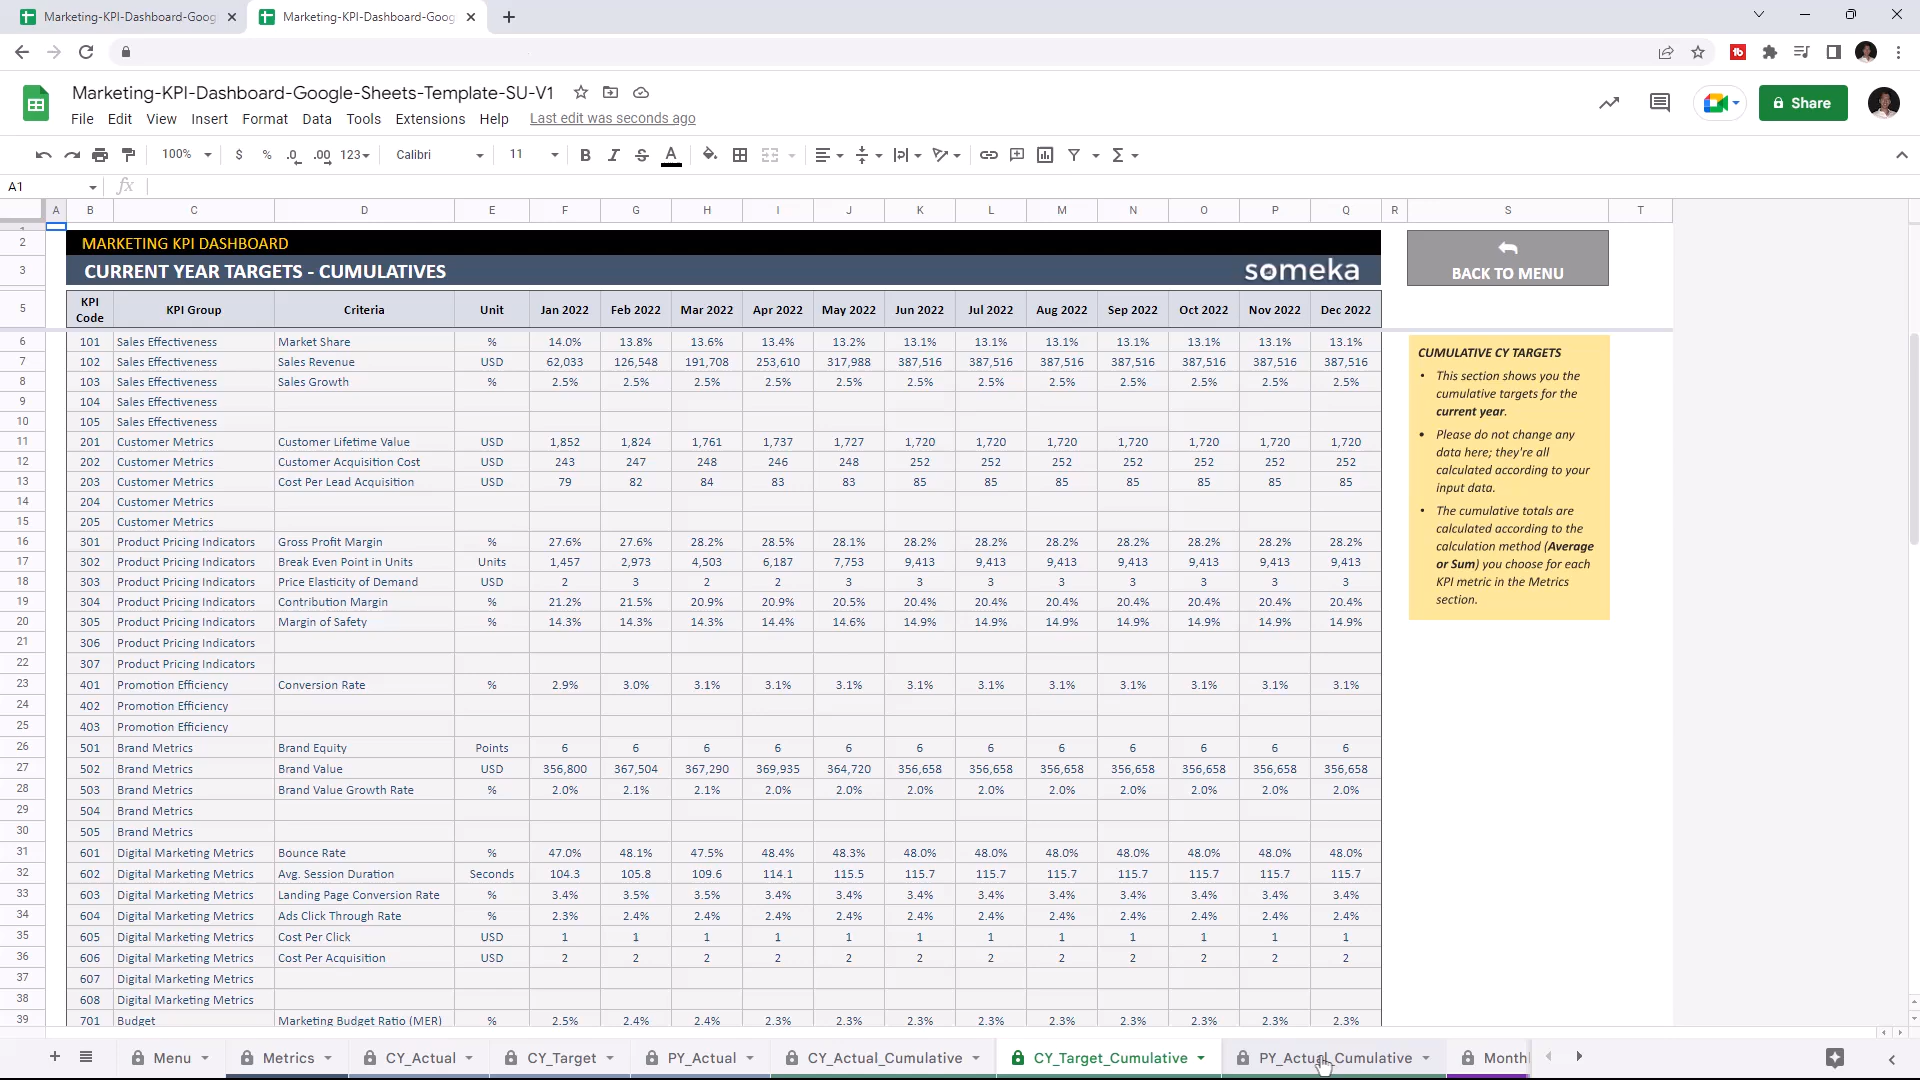 Marketing-KPI-Dashboard-Goog
Marketing-KPI-Dashboard-Goog
Marketing-KPI-Dashboard-Google-Sheets-Template-SU-V1
Share
File Edit View Insert Format Data Tools Extensions Help Last edit was seconds ago
100% $ % .0 .00 123 Calibri 11 B I S A Σ
A1 fx
A B C D E F G H I J K L M N O P Q R S T
2 MARKETING KPI DASHBOARD
3 CURRENT YEAR TARGETS - CUMULATIVES someka
BACK TO MENU
5 KPI Code KPI Group Criteria Unit Jan 2022 Feb 2022 Mar 2022 Apr 2022 May 2022 Jun 2022 Jul 2022 Aug 2022 Sep 2022 Oct 2022 Nov 2022 Dec 2022
6 101 Sales Effectiveness Market Share % 14.0% 13.8% 13.6% 13.4% 13.2% 13.1% 13.1% 13.1% 13.1% 13.1% 13.1% 13.1%
7 102 Sales Effectiveness Sales Revenue USD 62,033 126,548 191,708 253,610 317,988 387,516 387,516 387,516 387,516 387,516 387,516 387,516
8 103 Sales Effectiveness Sales Growth % 2.5% 2.5% 2.5% 2.5% 2.5% 2.5% 2.5% 2.5% 2.5% 2.5% 2.5% 2.5%
9 104 Sales Effectiveness
10 105 Sales Effectiveness
11 201 Customer Metrics Customer Lifetime Value USD 1,852 1,824 1,761 1,737 1,727 1,720 1,720 1,720 1,720 1,720 1,720 1,720
12 202 Customer Metrics Customer Acquisition Cost USD 243 247 248 246 248 252 252 252 252 252 252 252
13 203 Customer Metrics Cost Per Lead Acquisition USD 79 82 84 83 83 85 85 85 85 85 85 85
14 204 Customer Metrics
15 205 Customer Metrics
16 301 Product Pricing Indicators Gross Profit Margin % 27.6% 27.6% 28.2% 28.5% 28.1% 28.2% 28.2% 28.2% 28.2% 28.2% 28.2% 28.2%
17 302 Product Pricing Indicators Break Even Point in Units Units 1,457 2,973 4,503 6,187 7,753 9,413 9,413 9,413 9,413 9,413 9,413 9,413
18 303 Product Pricing Indicators Price Elasticity of Demand USD 2 3 2 2 3 3 3 3 3 3 3 3
19 304 Product Pricing Indicators Contribution Margin % 21.2% 21.5% 20.9% 20.9% 20.5% 20.4% 20.4% 20.4% 20.4% 20.4% 20.4% 20.4%
20 305 Product Pricing Indicators Margin of Safety % 14.3% 14.3% 14.3% 14.4% 14.6% 14.9% 14.9% 14.9% 14.9% 14.9% 14.9% 14.9%
21 306 Product Pricing Indicators
22 307 Product Pricing Indicators
23 401 Promotion Efficiency Conversion Rate % 2.9% 3.0% 3.1% 3.1% 3.1% 3.1% 3.1% 3.1% 3.1% 3.1% 3.1% 3.1%
24 402 Promotion Efficiency
25 403 Promotion Efficiency
26 501 Brand Metrics Brand Equity Points 6 6 6 6 6 6 6 6 6 6 6 6
27 502 Brand Metrics Brand Value USD 356,800 367,504 367,290 369,935 364,720 356,658 356,658 356,658 356,658 356,658 356,658 356,658
28 503 Brand Metrics Brand Value Growth Rate % 2.0% 2.1% 2.1% 2.0% 2.0% 2.0% 2.0% 2.0% 2.0% 2.0% 2.0% 2.0%
29 504 Brand Metrics
30 505 Brand Metrics
31 601 Digital Marketing Metrics Bounce Rate % 47.0% 48.1% 47.5% 48.4% 48.3% 48.0% 48.0% 48.0% 48.0% 48.0% 48.0% 48.0%
32 602 Digital Marketing Metrics Avg. Session Duration Seconds 104.3 105.8 109.6 114.1 115.5 115.7 115.7 115.7 115.7 115.7 115.7 115.7
33 603 Digital Marketing Metrics Landing Page Conversion Rate % 3.4% 3.5% 3.5% 3.4% 3.4% 3.4% 3.4% 3.4% 3.4% 3.4% 3.4% 3.4%
34 604 Digital Marketing Metrics Ads Click Through Rate % 2.3% 2.4% 2.4% 2.4% 2.4% 2.4% 2.4% 2.4% 2.4% 2.4% 2.4% 2.4%
35 605 Digital Marketing Metrics Cost Per Click USD 1 1 1 1 1 1 1 1 1 1 1 1
36 606 Digital Marketing Metrics Cost Per Acquisition USD 2 2 2 2 2 2 2 2 2 2 2 2
37 607 Digital Marketing Metrics
38 608 Digital Marketing Metrics
39 701 Budget Marketing Budget Ratio (MER) % 2.5% 2.4% 2.4% 2.3% 2.3% 2.3% 2.3% 2.3% 2.3% 2.3% 2.3% 2.3%
CUMULATIVE CY TARGETS
• This section shows you the
cumulative targets for the
current year.
• Please do not change any
data here; they're all
calculated according to your
input data.
• The cumulative totals are
calculated according to the
calculation method (Average
or Sum) you choose for each
KPI metric in the Metrics
section.
Menu Metrics CY_Actual CY_Target PY_Actual CY_Actual_Cumulative CY_Target_Cumulative PY_Actual_Cumulative Month